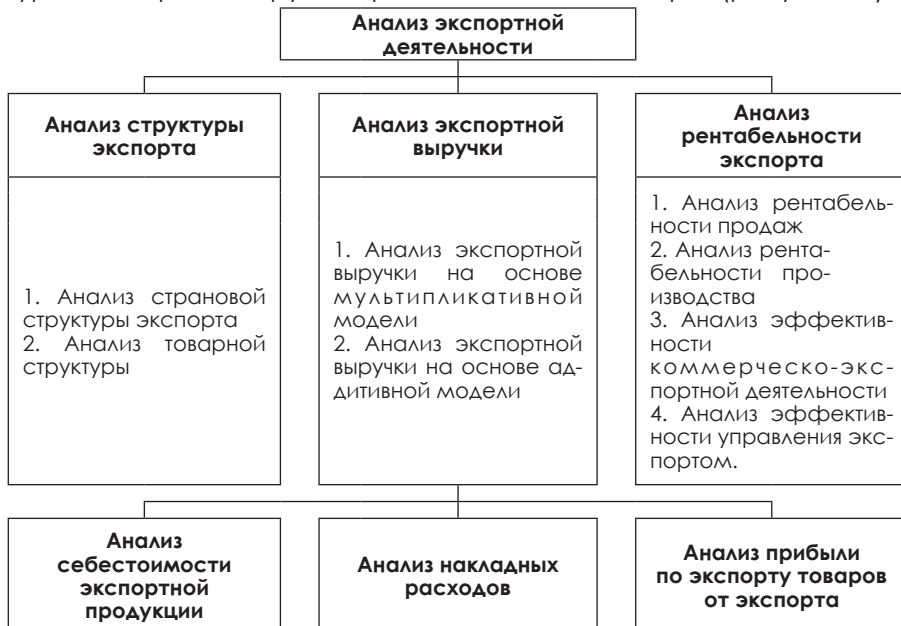 Анализ экспортной
деятельности
Анализ структуры
экспорта
Анализ экспортной
выручки
Анализ
рентабельности
экспорта
1. Анализ страновой
структуры экспорта
2. Анализ товарной
структуры
1. Анализ экспортной
выручки на основе
мультипликативной
модели
2. Анализ экспортной
выручки на основе ад-
дитивной модели
1. Анализ рентабель-
ности продаж
2. Анализ рента-
бельности про-
изводства
3. Анализ эффектив-
ности
коммерческо-экс-
портной деятельности
4. Анализ эффектив-
ности управления экс-
портом.
Анализ
себестоимости
экспортной
продукции
Анализ накладных
расходов
Анализ прибыли
по экспорту товаров
от экспорта